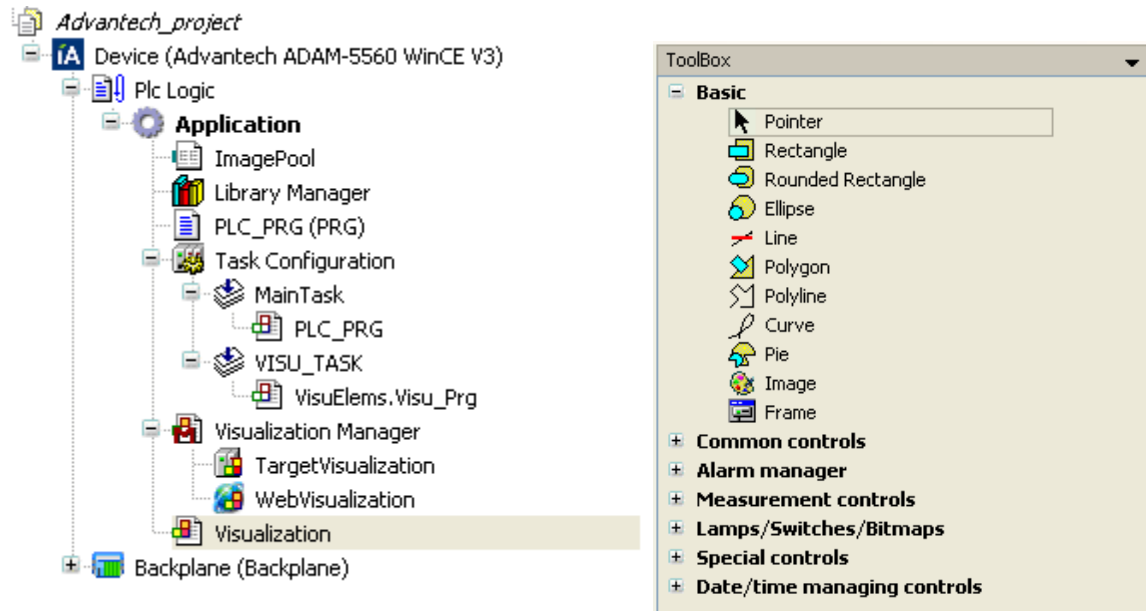 Advantech_project
Device (Advantech ADAM-5560 WinCE V3)
Plc Logic
Application
ImagePool
Library Manager
PLC_PRG (PRG)
Task Configuration
MainTask
PLC_PRG
VISU_TASK
VisuElems.Visu_Prg
Visualization Manager
TargetVisualization
WebVisualization
Visualization
Backplane (Backplane)
ToolBox
Basic
Pointer
Rectangle
Rounded Rectangle
Ellipse
Line
Polygon
Polyline
Curve
Pie
Image
Frame
Common controls
Alarm manager
Measurement controls
Lamps/Switches/Bitmaps
Special controls
Date/time managing controls